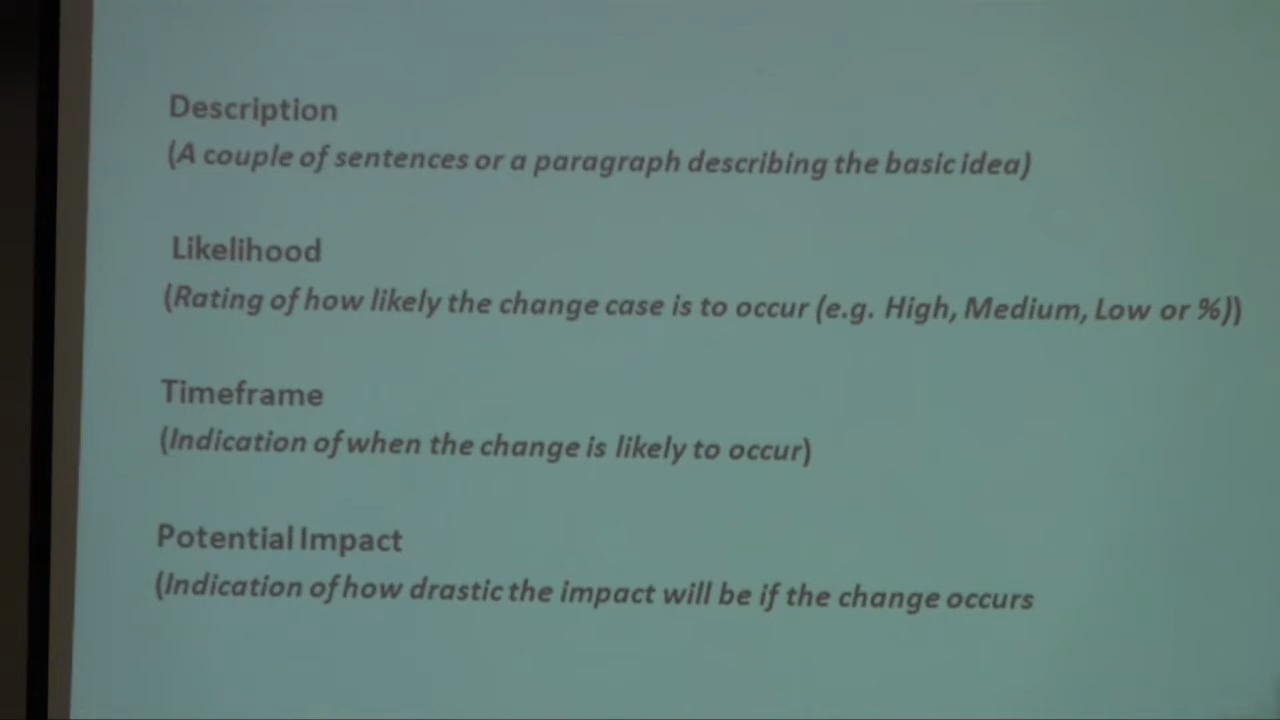 Description
(A couple of sentences or a paragraph describing the basic idea)
Likelihood
(Rating of how likely the change case is to occur (e.g. High, Medium, Low or %))
Timeframe
(Indication of when the change is likely to occur)
Potential Impact
(Indication of how drastic the impact will be if the change occurs